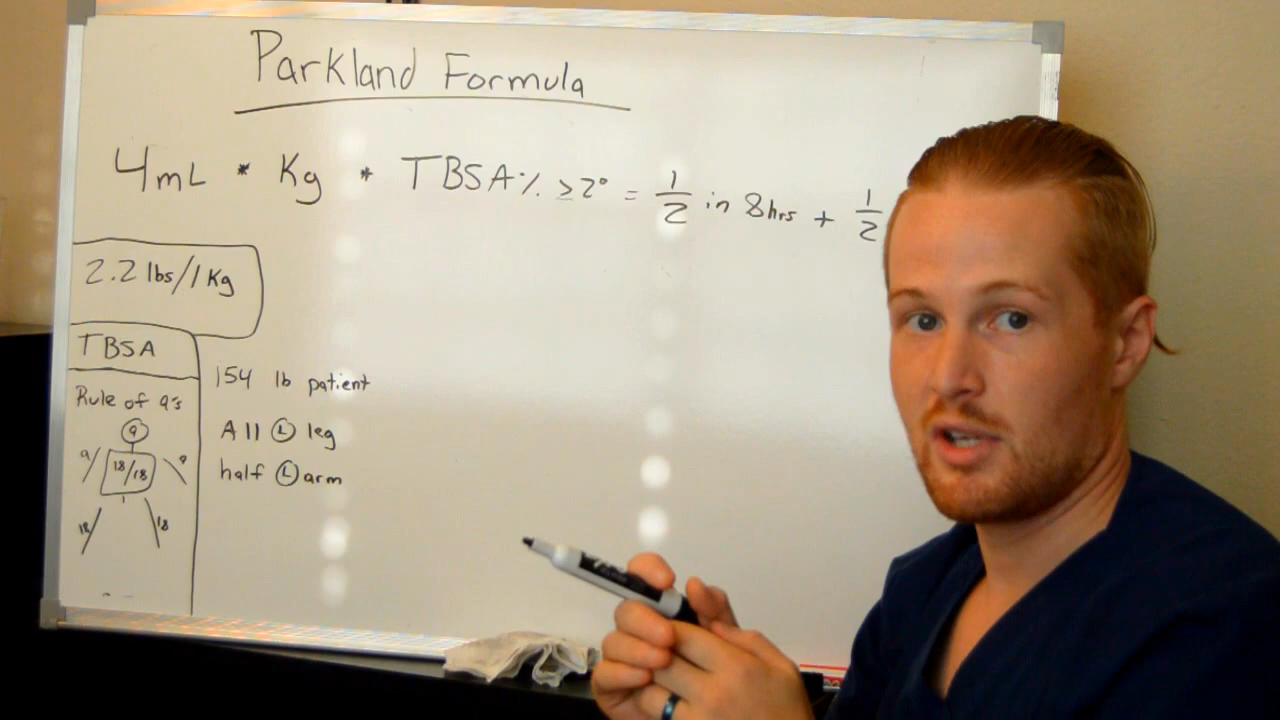 Parkland Formula
4mL * Kg * TBSA% ≥2° = 1/2 in 8hrs + 1/2
2.2 lbs/1 Kg
TBSA
Rule of 9's
9
9 18/18 9
1
18 18
154 lb patient
All Ⓛ leg
half Ⓛ arm